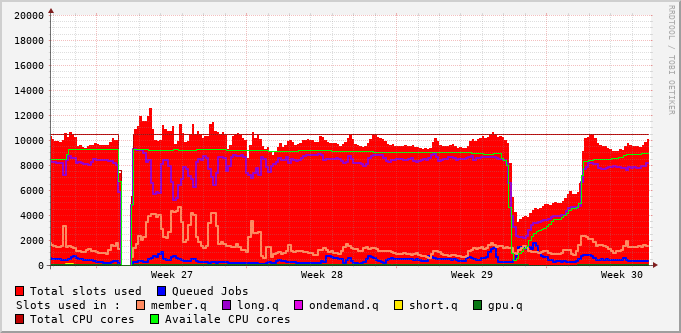 20000
18000
16000
14000
12000
10000
8000
6000
4000
2000
0
Week 27 Week 28 Week 29 Week 30
RRDTOOL / TOBI OETIKER
Total slots used Queued Jobs
Slots used in : member.q long.q ondemand.q short.q gpu.q
Total CPU cores Availale CPU cores